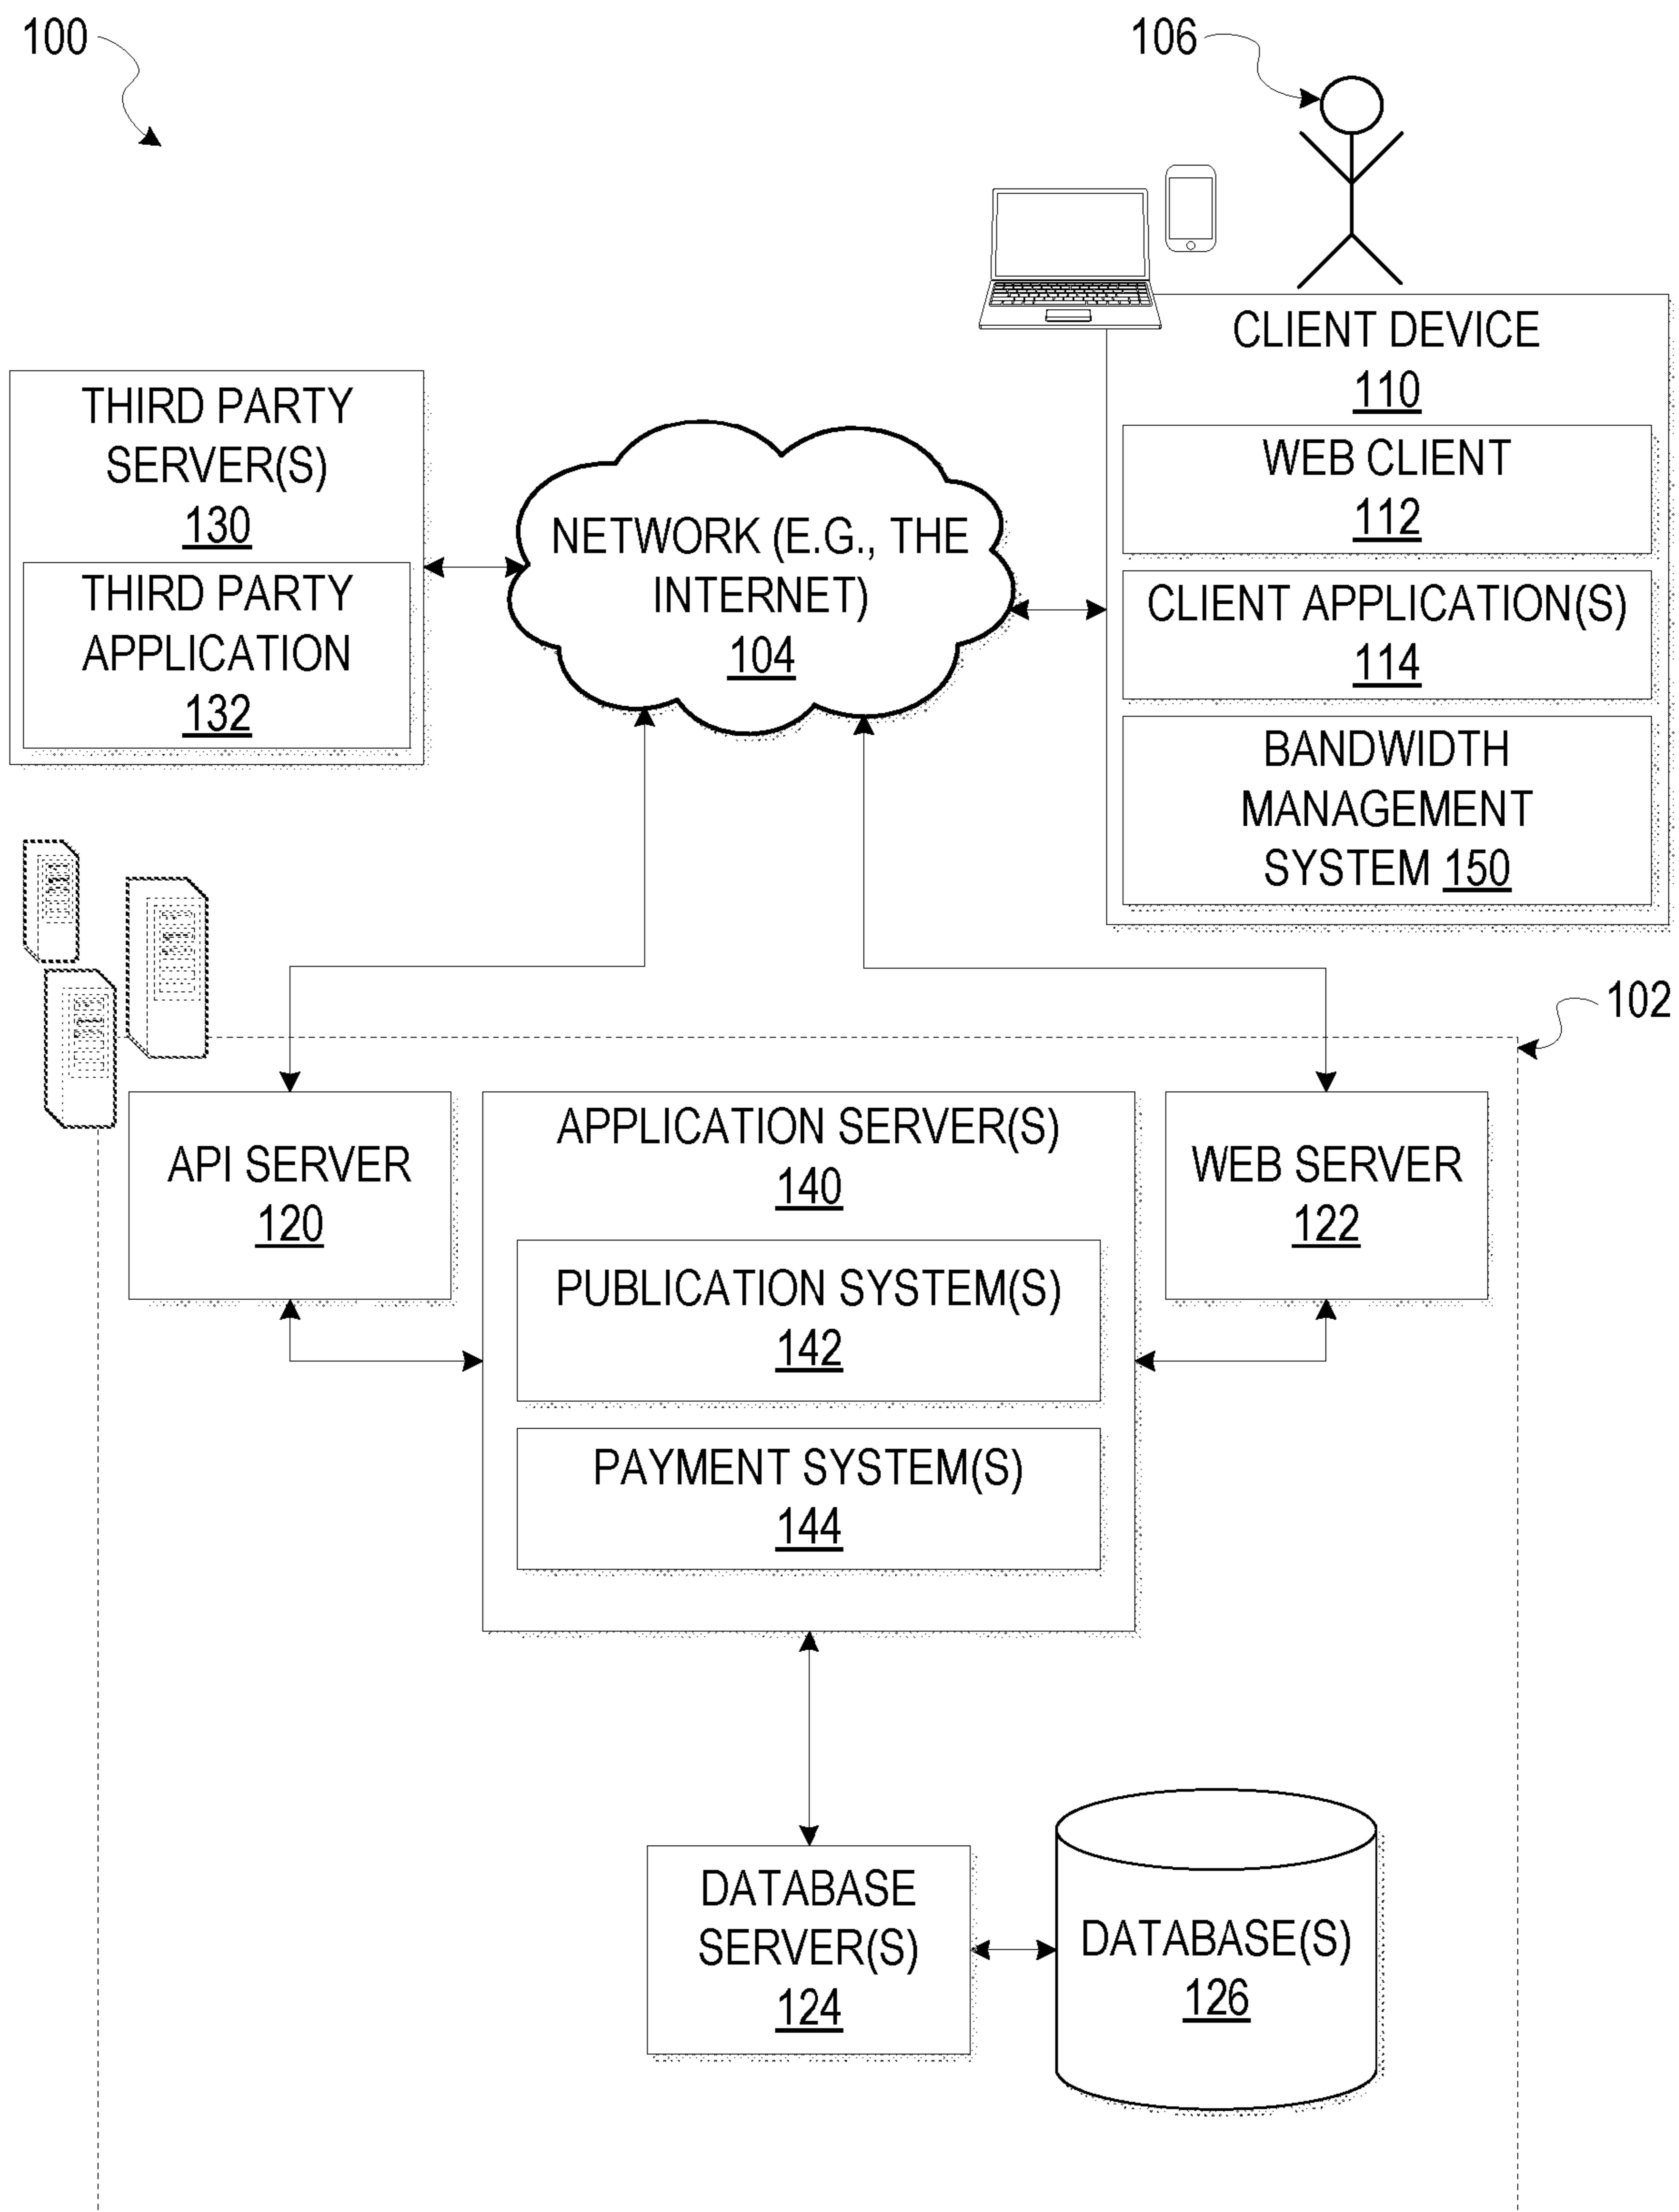 100
106
CLIENT DEVICE
110
WEB CLIENT
112
CLIENT APPLICATION(S)
114
BANDWIDTH
MANAGEMENT
SYSTEM 150
THIRD PARTY
SERVER(S)
130
THIRD PARTY
APPLICATION
132
NETWORK (E.G., THE
INTERNET)
104
102
API SERVER
120
APPLICATION SERVER(S)
140
PUBLICATION SYSTEM(S)
142
PAYMENT SYSTEM(S)
144
WEB SERVER
122
DATABASE
SERVER(S)
124
DATABASE(S)
126